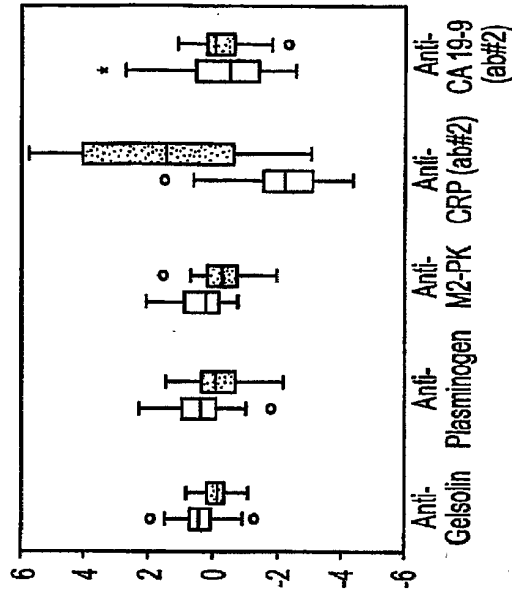 6
4
2
0
-2
-4
-6
Anti-
Gelsolin
Anti-
Plasminogen
Anti-
M2-PK
Anti-
CRP (ab#2)
Anti-
CA 19-9
(ab#2)